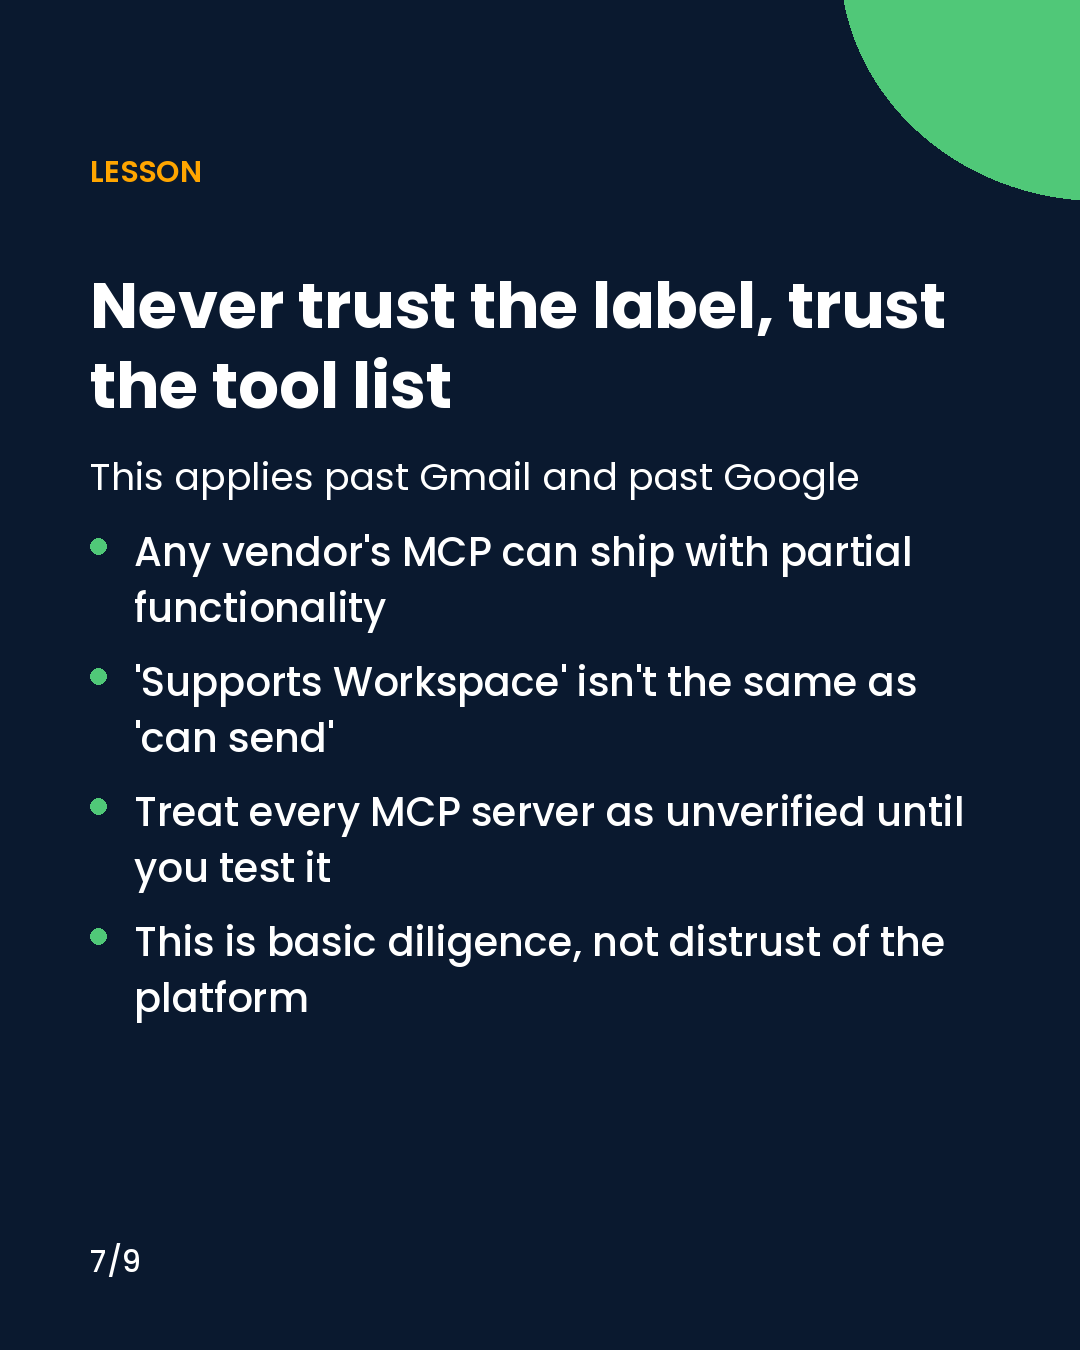 LESSON
Never trust the label, trust
the tool list
This applies past Gmail and past Google
Any vendor's MCP can ship with partial
functionality
'Supports Workspace' isn't the same as
'can send'
Treat every MCP server as unverified until
you test it
This is basic diligence, not distrust of the
platform
7/9